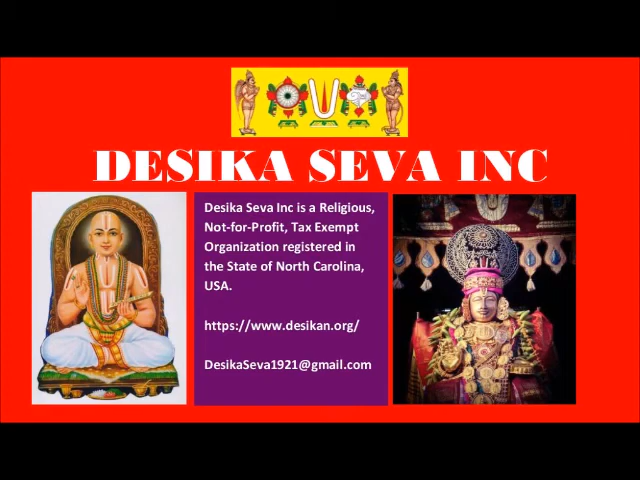 DESIKA SEVA INC
Desika Seva Inc is a Religious,
Not-for-Profit, Tax Exempt
Organization registered in
the State of North Carolina,
USA.
https://www.desikan.org/
DesikaSeva1921@gmail.com